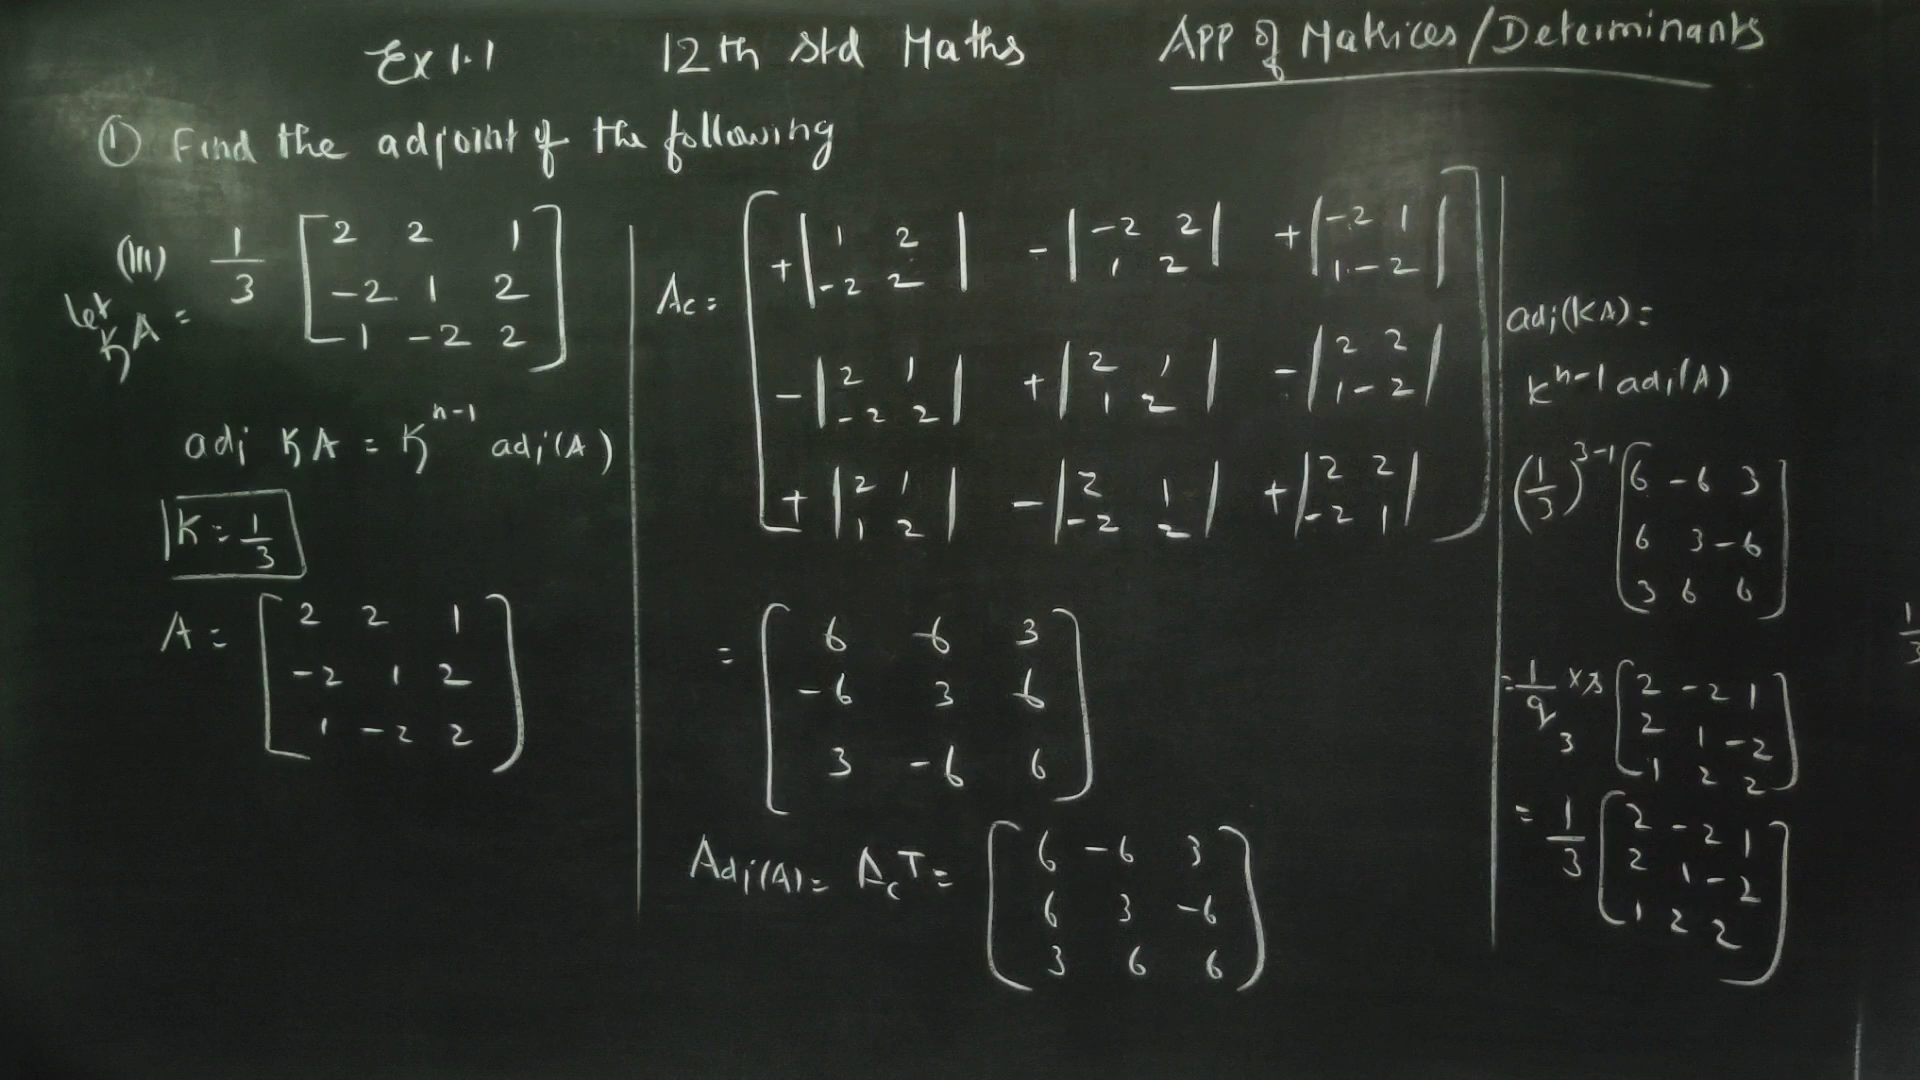 Ex 1.1 12th std Maths App of Matrices/Determinants
① Find the adjoint of the following
(iii) 1/3 [2 2 1
-2 1 2
1 -2 2]
let KA =
adj KA = K^n-1 adj(A)
K = 1/3
A = [2 2 1
-2 1 2
1 -2 2]
Ac = [+|1 2 -|-2 2 +|-2 1
-2 2| 1 2| 1 -2|
-|2 1 +|2 1 -|2 2
-2 2| 1 2| 1 -2|
+|2 1 -|2 1 +|2 2
1 2| -2 2| -2 1|]
= [6 6 3
-6 3 6
3 -6 6]
Adj(A) = Ac^T = [6 -6 3
6 3 -6
3 6 6]
adj(KA) =
K^n-1 adj(A)
(1/3)^3-1 [6 -6 3
6 3 -6
3 6 6]
= 1/9 x 3 [2 -2 1
3 2 1 -2
1 2 2]
= 1/3 [2 -2 1
2 1 -2
1 2 2]
1/3